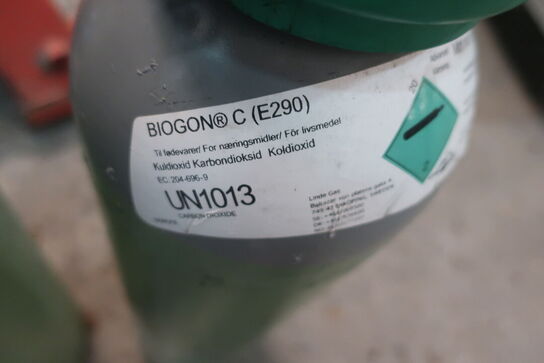 BIOGON® C (E290)
Til fødevarer/ For næringsmidler/ För livsmedel
Kuldioxid Karbondioksid Koldioxid
EC: 204-696-9
UN1013
CARBON DIOXIDE
Linde Gas